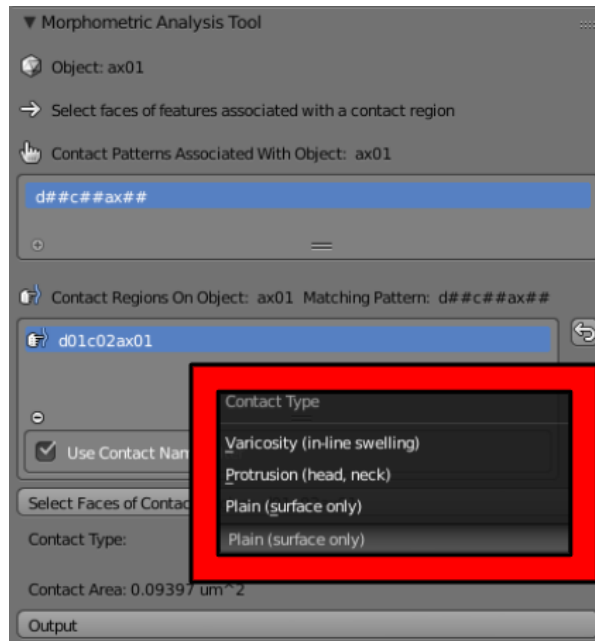 Morphometric Analysis Tool
Object: ax01
Select faces of features associated with a contact region
Contact Patterns Associated With Object: ax01
d##c##ax##
Contact Regions On Object: ax01 Matching Pattern: d##c##ax##
d01c02ax01
Contact Type
Varicosity (in-line swelling)
Use Contact Nam
Protrusion (head, neck)
Select Faces of Contac
Plain (surface only)
Contact Type:
Plain (surface only)
Contact Area: 0.09397 um^2
Output